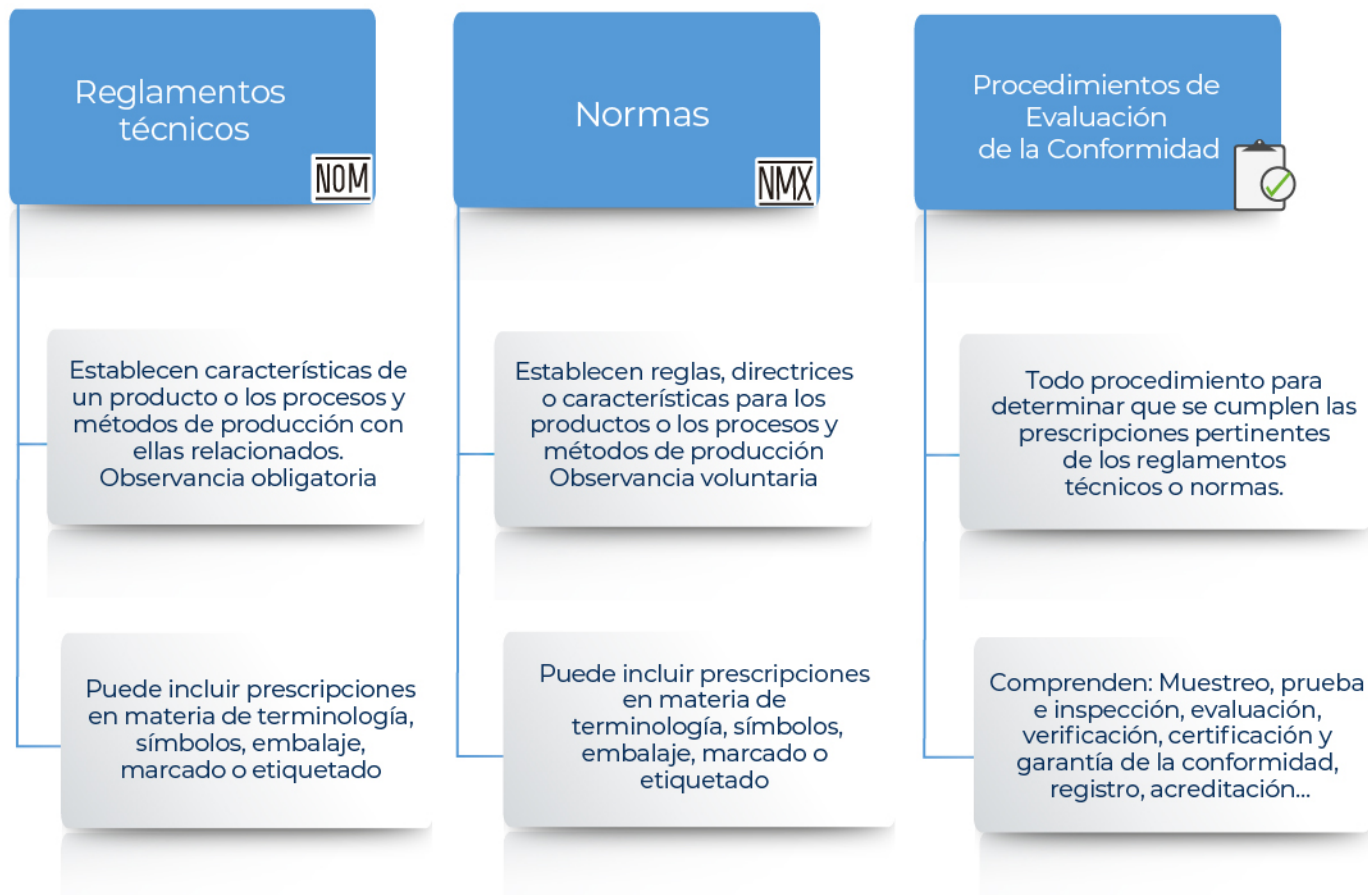 Reglamentos
técnicos
NOM
Establecen características de
un producto o los procesos y
métodos de producción con
ellas relacionados.
Observancia obligatoria
Puede incluir prescripciones
en materia de terminología,
símbolos, embalaje,
marcado o etiquetado
Normas
NMX
Establecen reglas, directrices
o características para los
productos o los procesos y
métodos de producción
Observancia voluntaria
Puede incluir prescripciones
en materia de
terminología, símbolos,
embalaje, marcado o
etiquetado
Procedimientos de
Evaluación
de la Conformidad
Todo procedimiento para
determinar que se cumplen las
prescripciones pertinentes
de los reglamentos
técnicos o normas.
Comprenden: Muestreo, prueba
e inspección, evaluación,
verificación, certificación y
garantía de la conformidad,
registro, acreditación...